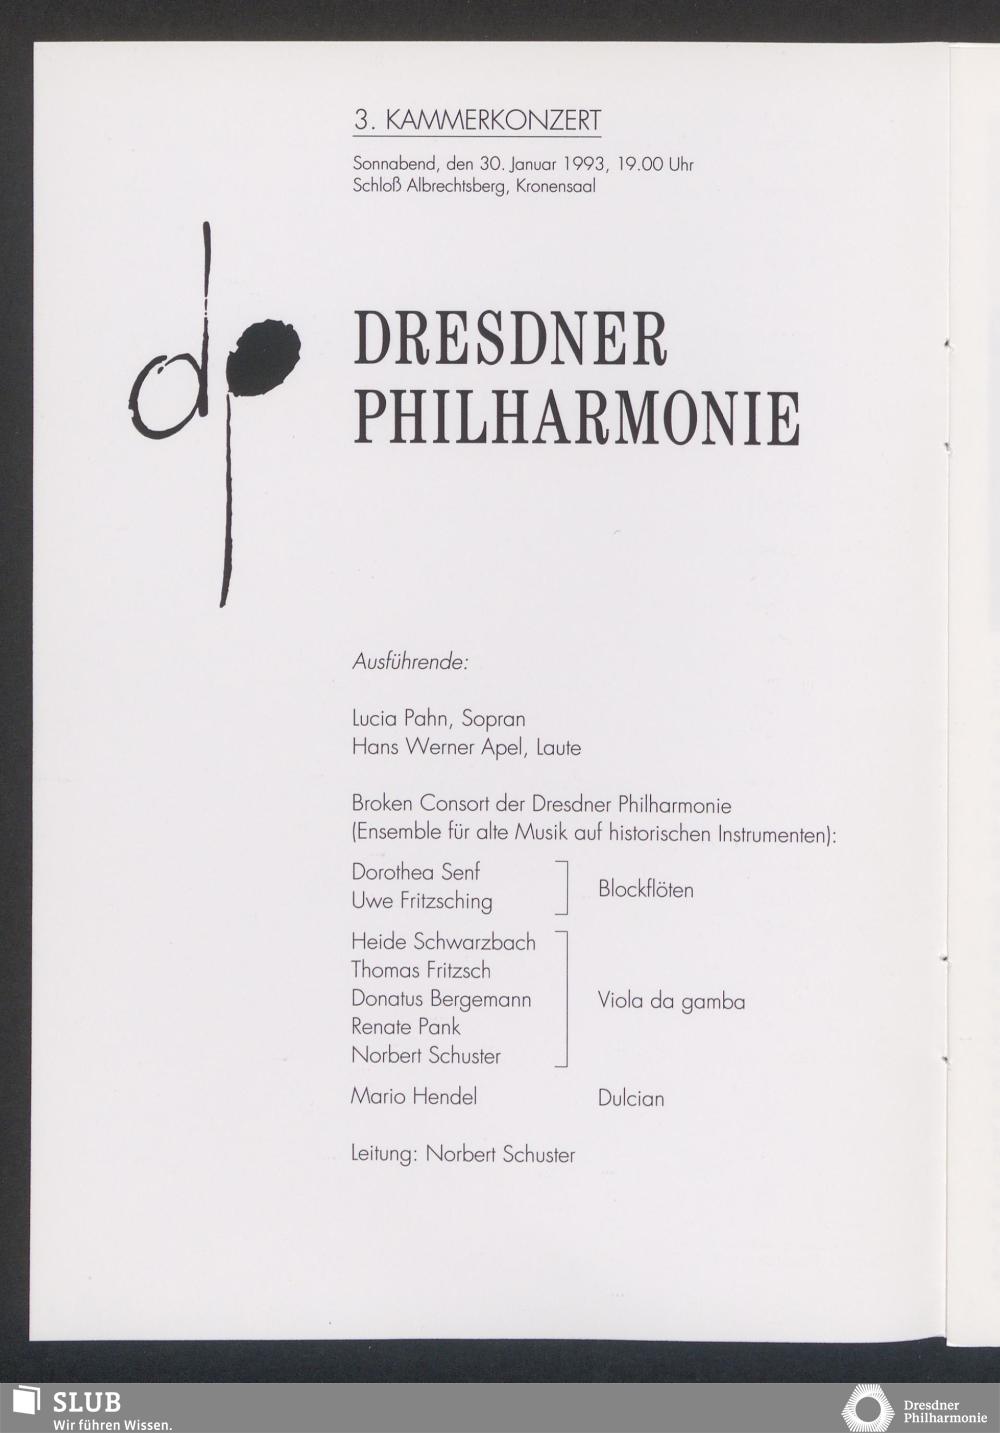 3. KAMMERKONZERT
Sonnabend, den 30. Januar 1993, 19.00 Uhr
Schloß Albrechtsberg, Kronensaal
dp
DRESDNER
PHILHARMONIE
Ausführende:
Lucia Pahn, Sopran
Hans Werner Apel, Laute
Broken Consort der Dresdner Philharmonie
(Ensemble für alte Musik auf historischen Instrumenten):
Dorothea Senf
Uwe Fritzsching
Blockflöten
Heide Schwarzbach
Thomas Fritzsch
Donatus Bergemann
Renate Pank
Norbert Schuster
Viola da gamba
Mario Hendel Dulcian
Leitung: Norbert Schuster
SLUB
Wir führen Wissen.
Dresdner
Philharmonie